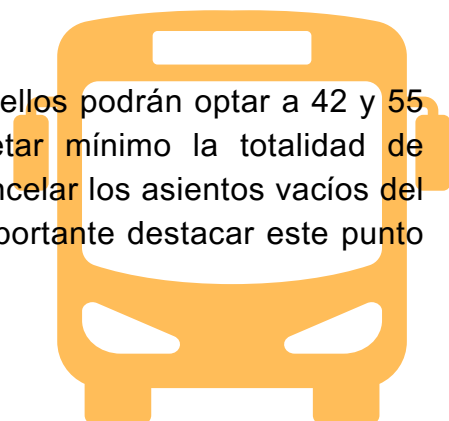 ellos podrán optar a 42 y 55
etar mínimo la totalidad de
ncelar los asientos vacíos del
portante destacar este punto